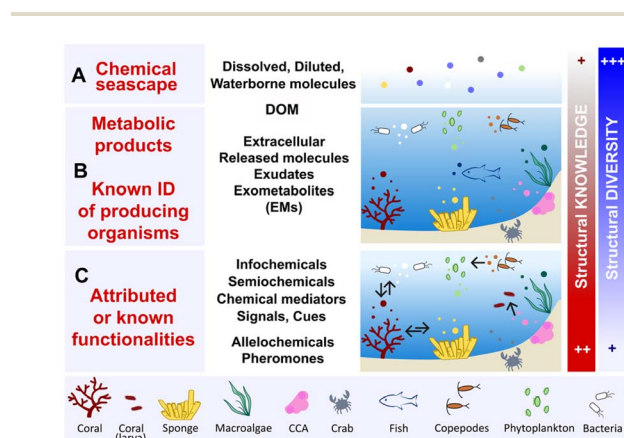 A
Chemical
seascape
Dissolved, Diluted,
Waterborne molecules
DOM
Metabolic
products
B
Known ID
of producing
organisms
Extracellular
Released molecules
Exudates
Exometabolites
(EMs)
C
Attributed
or known
functionalities
Infochemicals
Semiochemicals
Chemical mediators
Signals, Cues
Allelochemicals
Pheromones
+
Structural KNOWLEDGE
++
+++
Structural DIVERSITY
+
Coral
Coral
(larva)
Sponge
Macroalgae
CCA
Crab
Fish
Copepodes
Phytoplankton
Bacteria